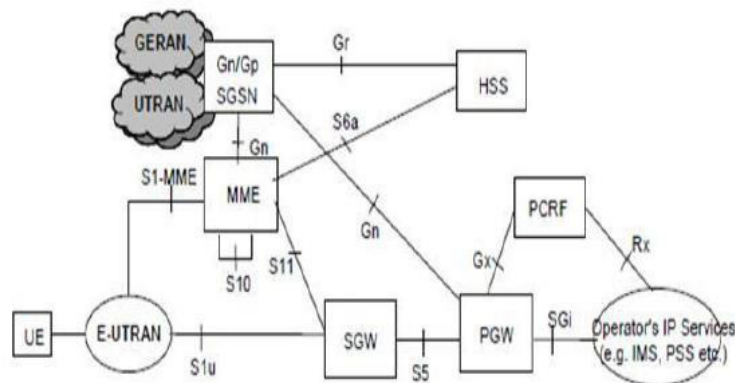 GERAN
Gn/Gp
SGSN
Gr
HSS
UTRAN
S6a
Gn
S1-MME
MME
PCRF
Gn
Gx
Rx
S10
S11
UE
E-UTRAN
S1u
SGW
S5
PGW
SGi
Operator's IP Services
(e.g. IMS, PSS etc.)